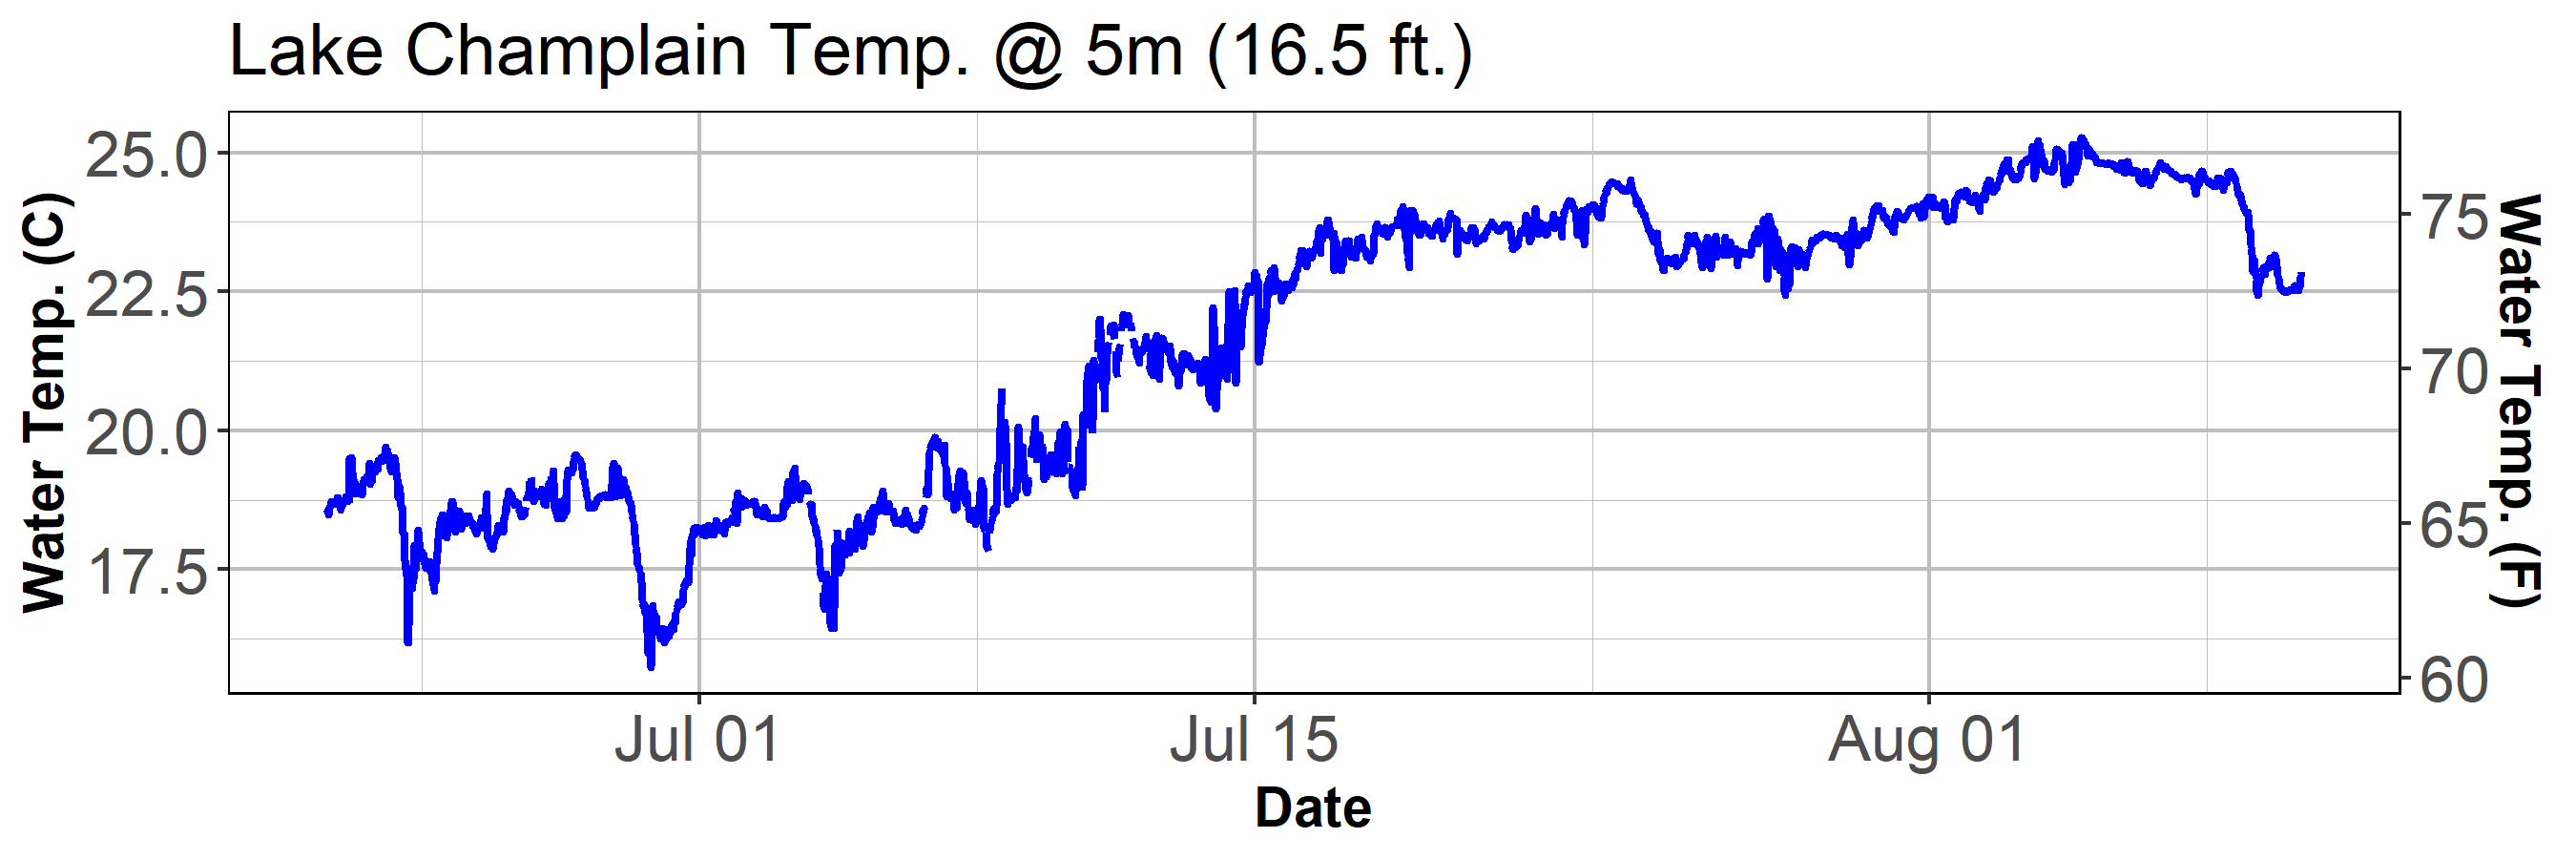 Lake Champlain Temp. @ 5m (16.5 ft.)
Water Temp. (C)
25.0
22.5
20.0
17.5
75
70
65
60
Water Temp. (F)
Jul 01
Jul 15
Aug 01
Date